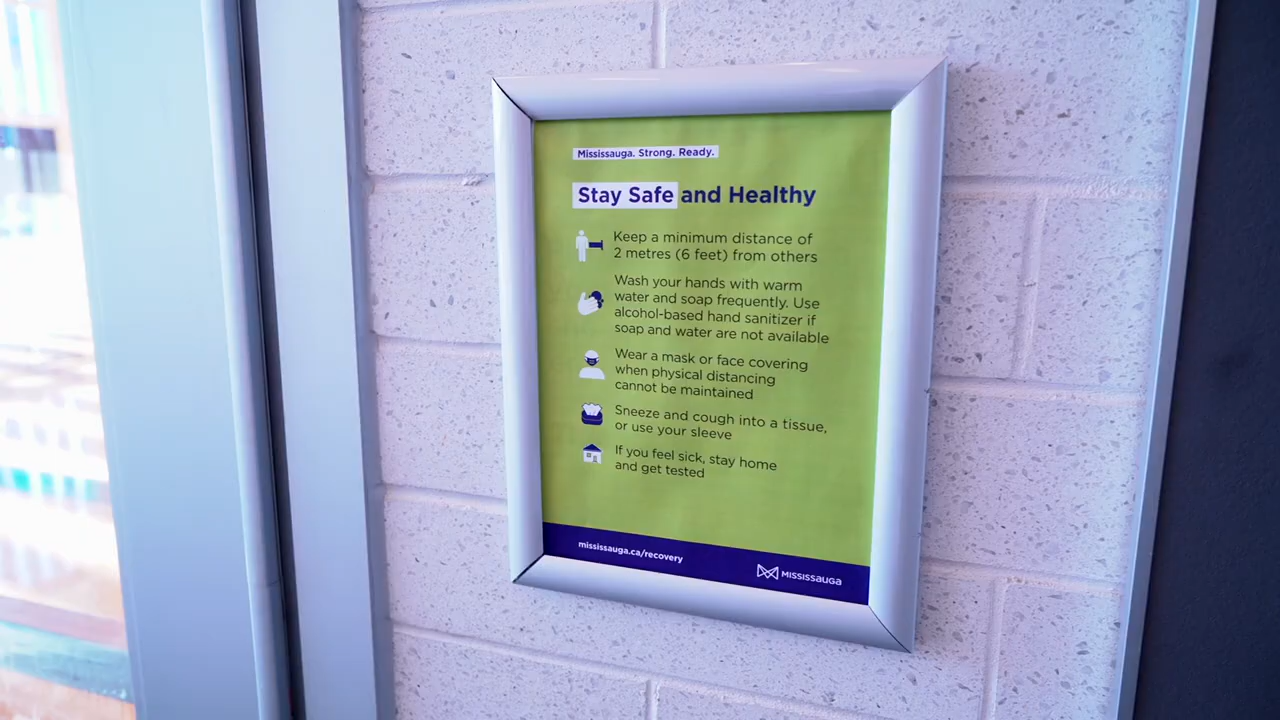 Mississauga. Strong. Ready.
Stay Safe and Healthy
Keep a minimum distance of
2 metres (6 feet) from others
Wash your hands with warm
water and soap frequently. Use
alcohol-based hand sanitizer if
soap and water are not available
Wear a mask or face covering
when physical distancing
cannot be maintained
Sneeze and cough into a tissue,
or use your sleeve
If you feel sick, stay home
and get tested
mississauga.ca/recovery
MISSISSAUGA